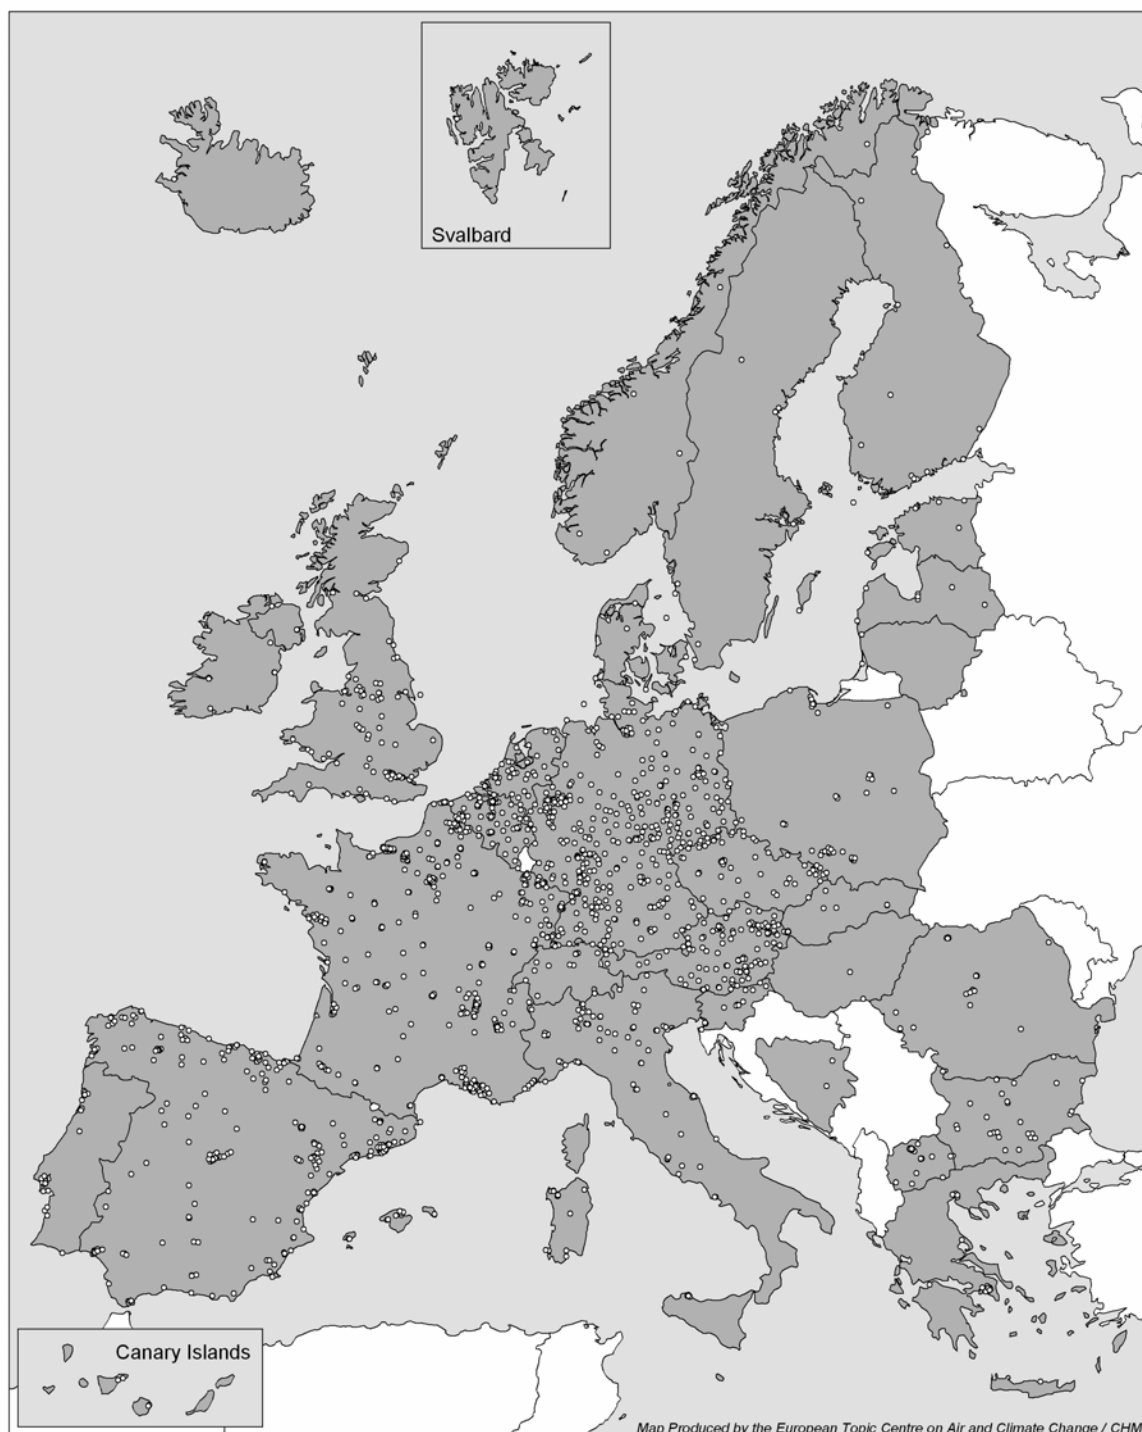 Svalbard
Canary Islands
Map Produced by the European Topic Centre on Air and Climate Change / CHM